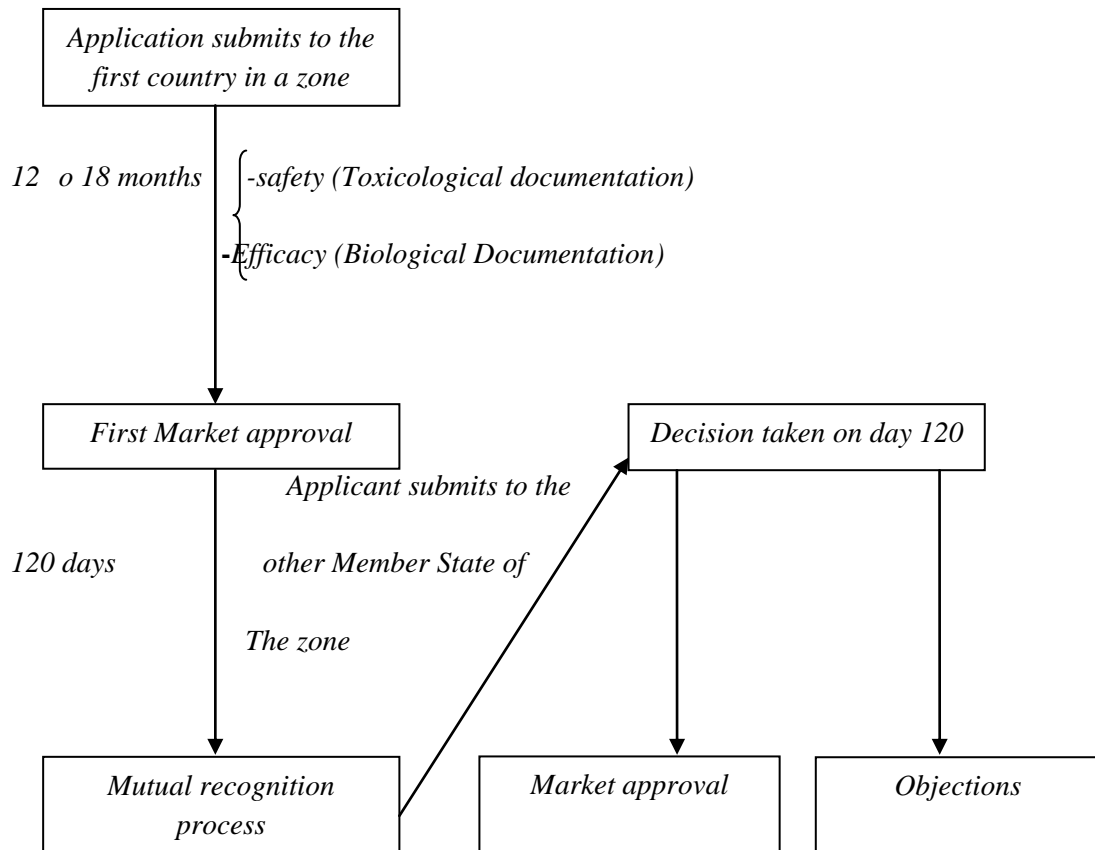 Application submits to the
first country in a zone
12 o 18 months
-safety (Toxicological documentation)
-Efficacy (Biological Documentation)
First Market approval
Decision taken on day 120
Applicant submits to the
120 days
other Member State of
The zone
Mutual recognition
process
Market approval
Objections